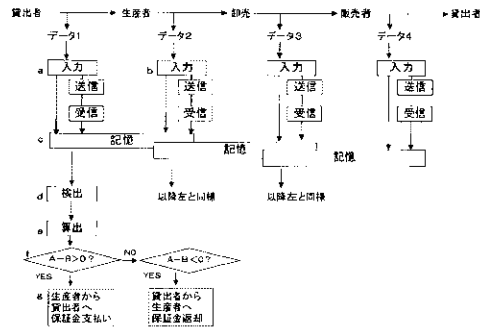 貸出者 生産者 卸売 販売者 貸出者
データ1 データ2 データ3 データ4
a 入力 b 入力 入力 入力
送信 送信 送信 送信
受信 受信 受信 受信
c 記憶 記憶 記憶
d 検出 以降左と同様 以降左と同様
e 算出
f A-B>0? NO A-B<0?
YES YES
g 生産者から 貸出者から
貸出者へ 生産者へ
保証金支払い 保証金返却